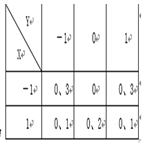 Y
X
-1 0 1
-1 0、3 0 0、3
1 0、1 0、2 0、1